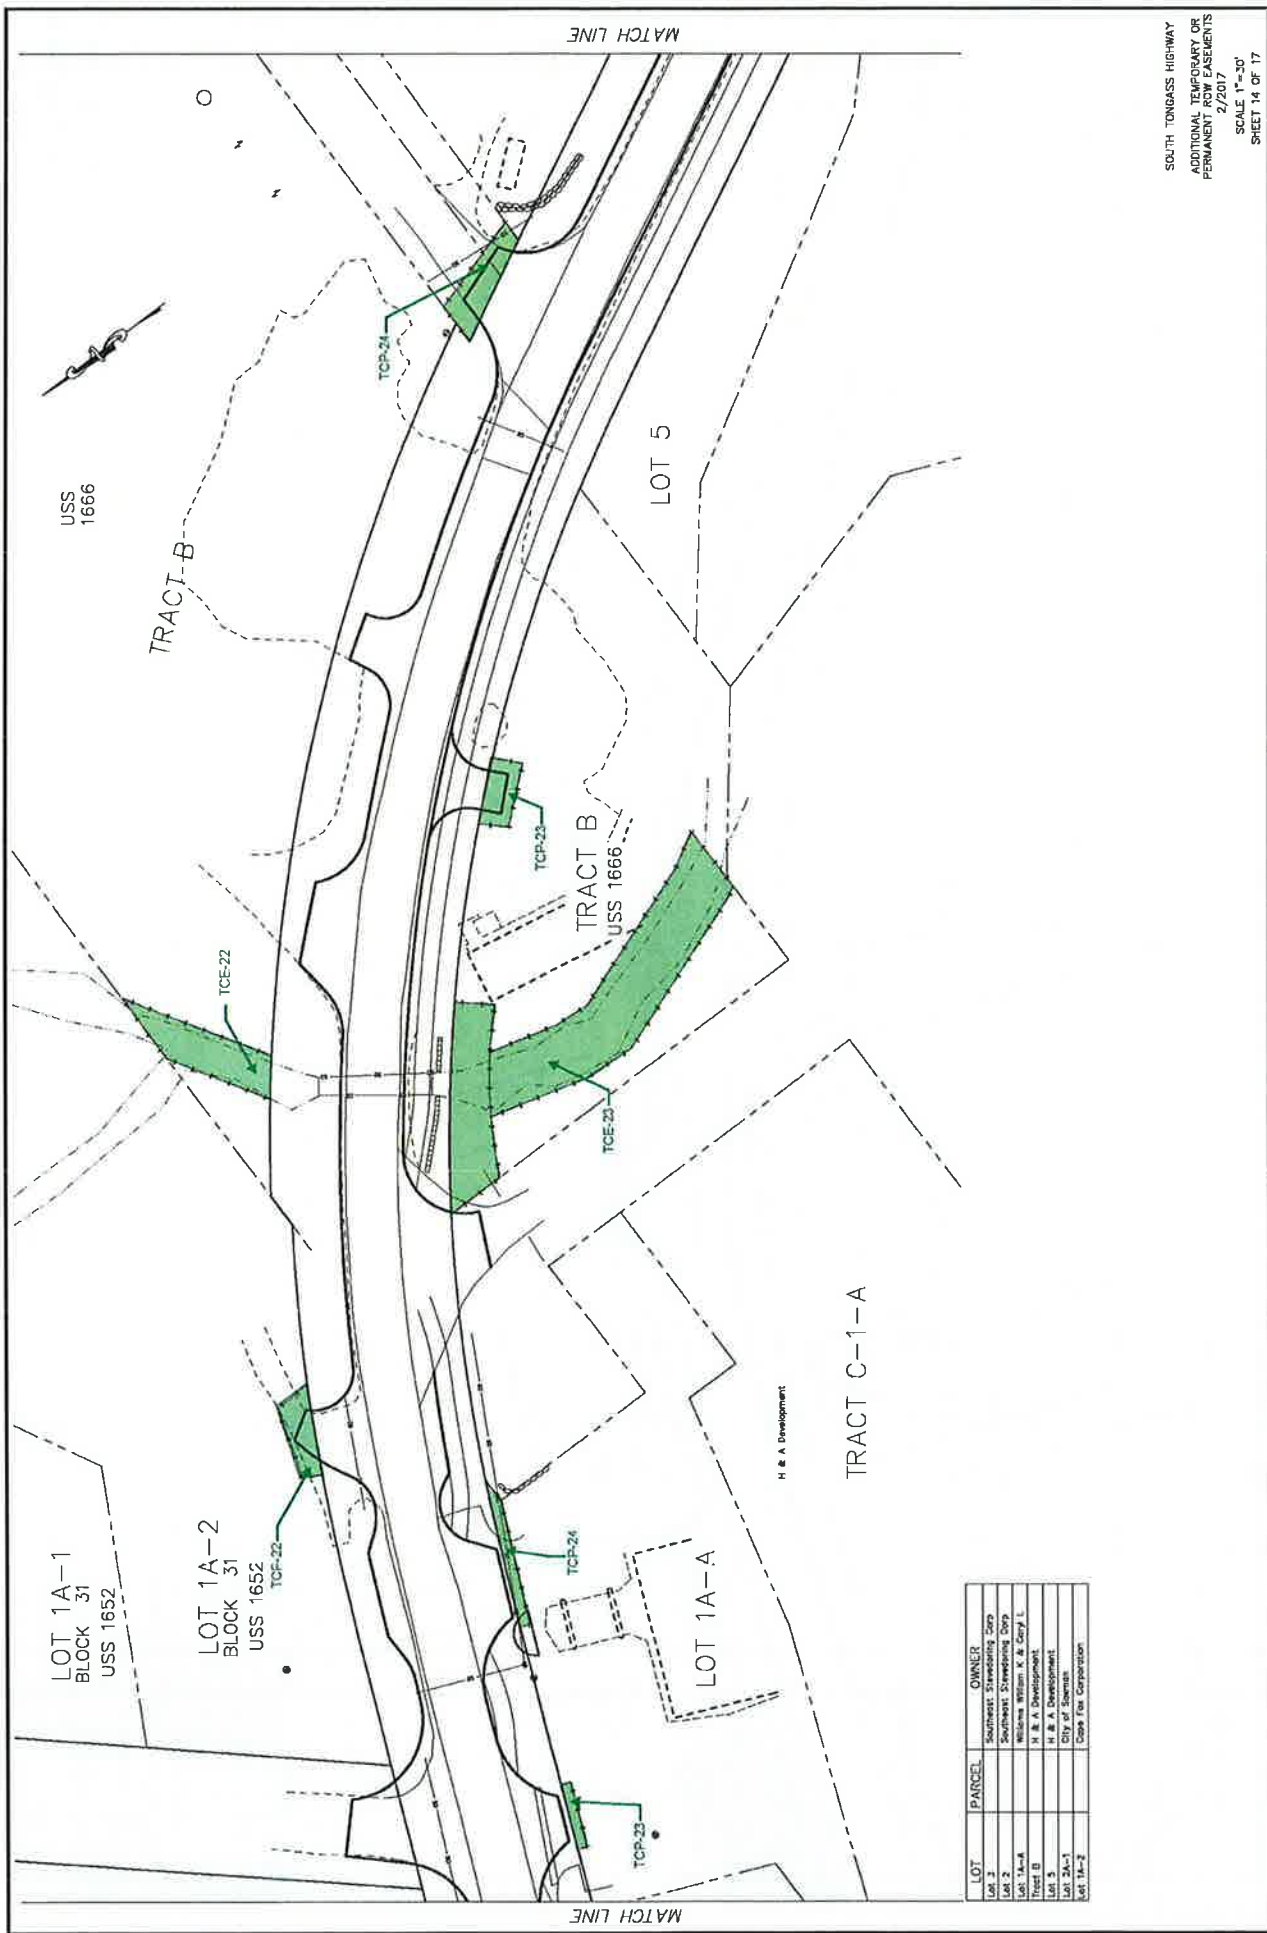 MATCH LINE
SOUTH TONGASS HIGHWAY
ADDITIONAL TEMPORARY OR
PERMANENT ROW EASEMENTS
2/2017
SCALE 1"=30'
SHEET 14 OF 17
USS
1666
TRACT B
TCP-24
LOT 5
TCP-23
TRACT B
USS 1666
TCE-22
TCE-23
LOT 1A-1
BLOCK 31
USS 1652
LOT 1A-2
BLOCK 31
USS 1652
TCP-22
TCP-24
H & A Development
TRACT C-1-A
LOT 1A-A
TCP-23
MATCH LINE
LOT PARCEL OWNER
Lot 3 Southeast Stevedoring Corp
Lot 2 Southeast Stevedoring Corp
Lot 1A-A Williams William K & Caryl L
Tract B H & A Development
Lot 5 H & A Development
Lot 2A-1 City of Saxman
Lot 1A-2 Cape Fox Corporation